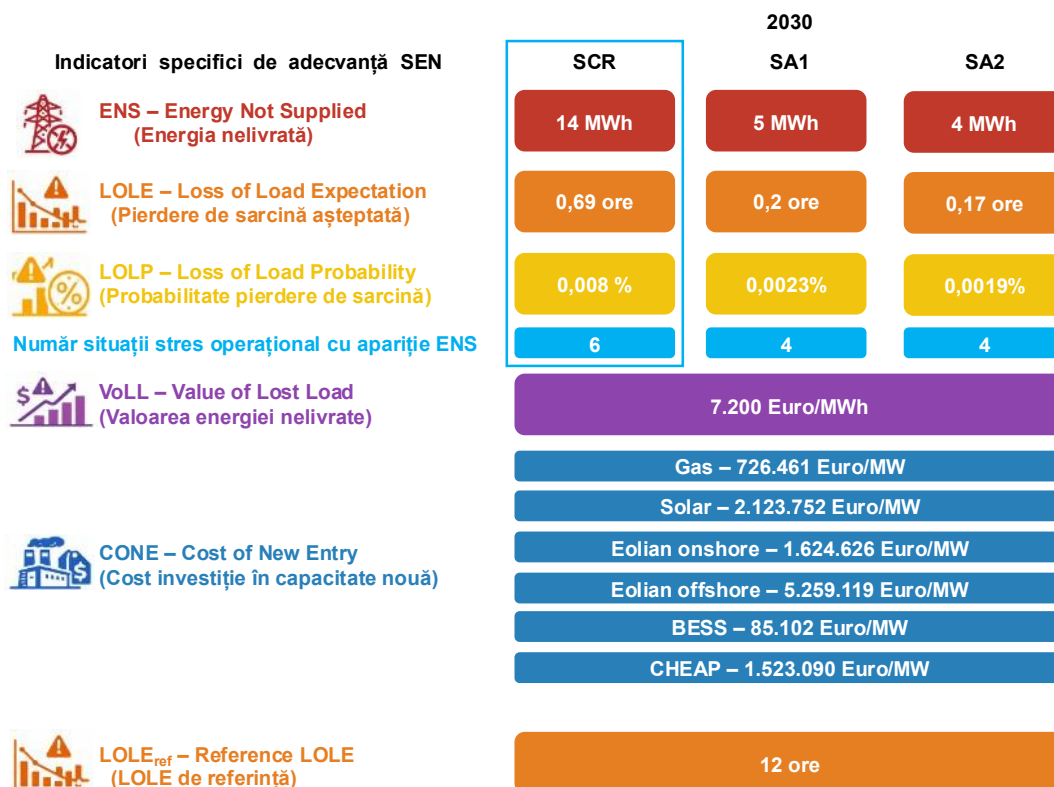 2030
Indicatori specifici de adecvanță SEN
SCR
SA1
SA2
ENS – Energy Not Supplied
(Energia nelivrată)
14 MWh
5 MWh
4 MWh
LOLE – Loss of Load Expectation
(Pierdere de sarcină așteptată)
0,69 ore
0,2 ore
0,17 ore
LOLP – Loss of Load Probability
(Probabilitate pierdere de sarcină)
0,008 %
0,0023%
0,0019%
Număr situații stres operațional cu apariție ENS
6
4
4
VoLL – Value of Lost Load
(Valoarea energiei nelivrate)
7.200 Euro/MWh
Gas – 726.461 Euro/MW
Solar – 2.123.752 Euro/MW
Eolian onshore – 1.624.626 Euro/MW
Eolian offshore – 5.259.119 Euro/MW
BESS – 85.102 Euro/MW
CHEAP – 1.523.090 Euro/MW
CONE – Cost of New Entry
(Cost investiție în capacitate nouă)
LOLEref – Reference LOLE
(LOLE de referință)
12 ore